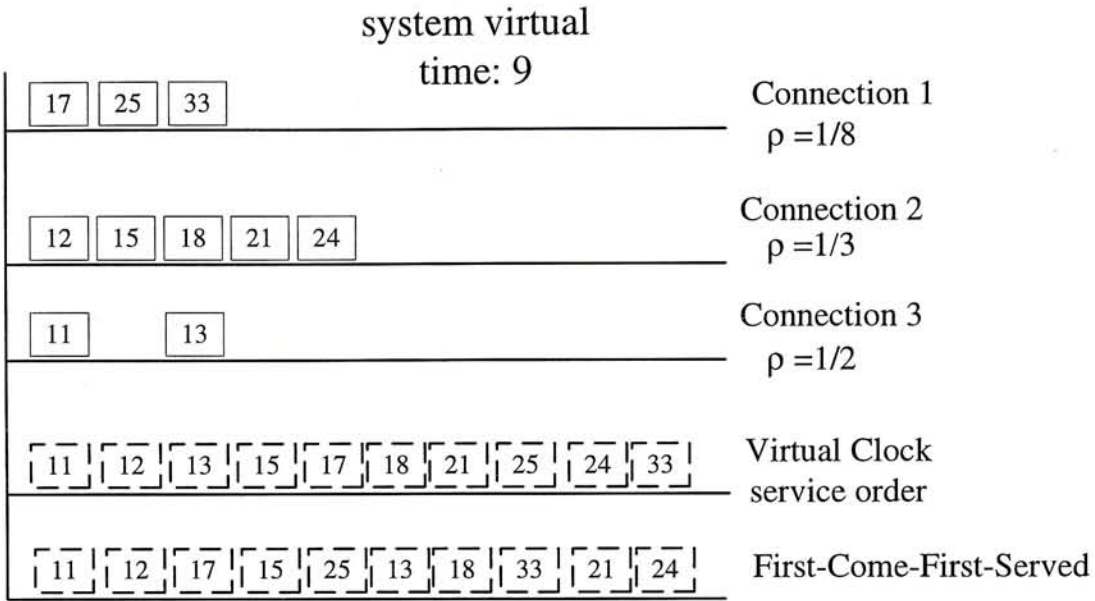 system virtual
time: 9
17 25 33
Connection 1
ρ =1/8
12 15 18 21 24
Connection 2
ρ =1/3
11 13
Connection 3
ρ =1/2
11 12 13 15 17 18 21 25 24 33
Virtual Clock
service order
11 12 17 15 25 13 18 33 21 24
First-Come-First-Served